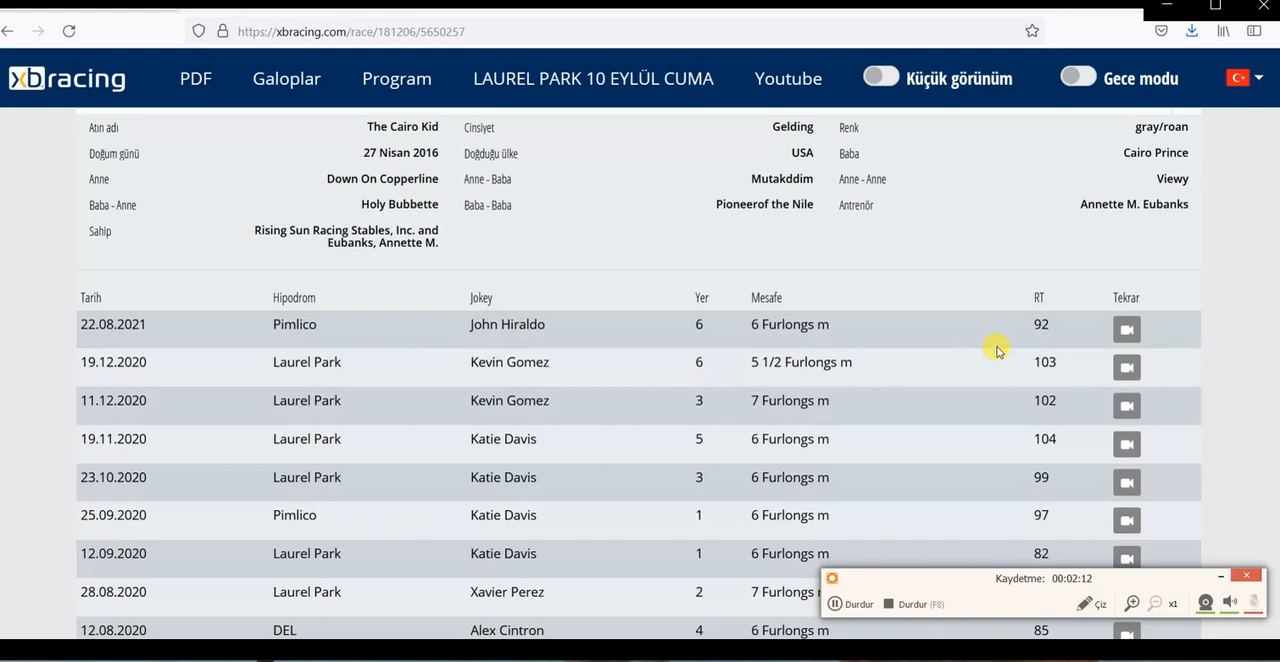 https://xbracing.com/race/181206/5650257
xbracing PDF Galoplar Program LAUREL PARK 10 EYLÜL CUMA Youtube Küçük görünüm Gece modu
Atın adı The Cairo Kid Cinsiyet Gelding Renk gray/roan
Doğum günü 27 Nisan 2016 Doğduğu ülke USA Baba Cairo Prince
Anne Down On Copperline Anne - Baba Mutakddim Anne - Anne Viewy
Baba - Anne Holy Bubbette Baba - Baba Pioneerof the Nile Antrenör Annette M. Eubanks
Sahip Rising Sun Racing Stables, Inc. and
Eubanks, Annette M.
Tarih Hipodrom Jokey Yer Mesafe RT Tekrar
22.08.2021 Pimlico John Hiraldo 6 6 Furlongs m 92
19.12.2020 Laurel Park Kevin Gomez 6 5 1/2 Furlongs m 103
11.12.2020 Laurel Park Kevin Gomez 3 7 Furlongs m 102
19.11.2020 Laurel Park Katie Davis 5 6 Furlongs m 104
23.10.2020 Laurel Park Katie Davis 3 6 Furlongs m 99
25.09.2020 Pimlico Katie Davis 1 6 Furlongs m 97
12.09.2020 Laurel Park Katie Davis 1 6 Furlongs m 82
28.08.2020 Laurel Park Xavier Perez 2 7 Furlongs
12.08.2020 DEL Alex Cintron 4 6 Furlongs m 85
Kaydetme: 00:02:12
Durdur Durdur (F8) Çiz x1